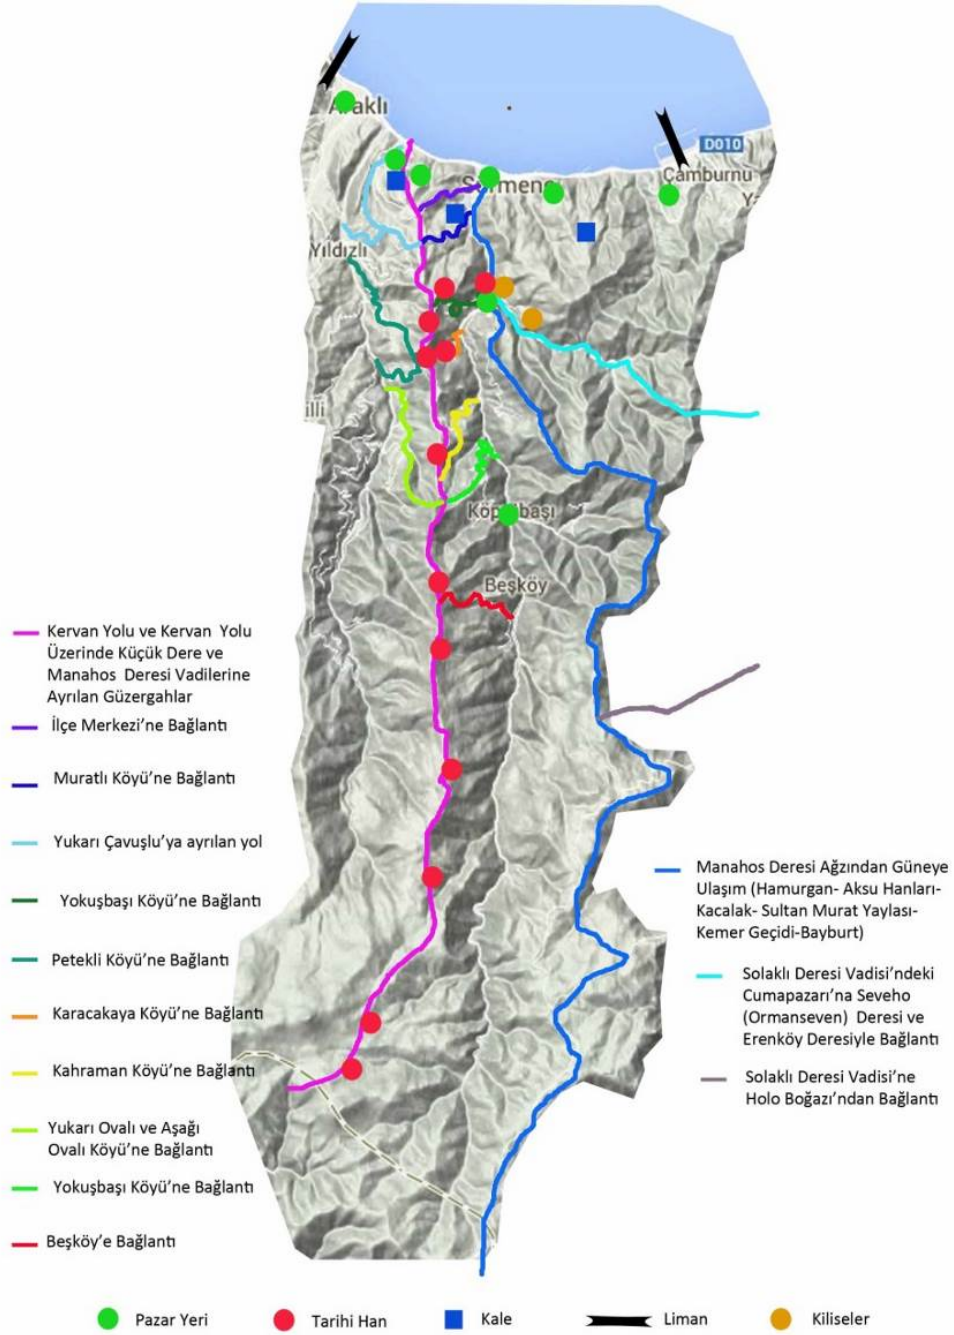 Araklı
D010
Sürmene
Çamburnu
Yıldızlı
illi
Köprübaşı
Beşköy
Kervan Yolu ve Kervan Yolu
Üzerinde Küçük Dere ve
Manahos Deresi Vadilerine
Ayrılan Güzergahlar
İlçe Merkezi’ne Bağlantı
Muratlı Köyü’ne Bağlantı
Yukarı Çavuşlu’ya ayrılan yol
Yokuşbaşı Köyü’ne Bağlantı
Petekli Köyü’ne Bağlantı
Karacakaya Köyü’ne Bağlantı
Kahraman Köyü’ne Bağlantı
Yukarı Ovalı ve Aşağı
Ovalı Köyü’ne Bağlantı
Yokuşbaşı Köyü’ne Bağlantı
Beşköy’e Bağlantı
Manahos Deresi Ağzından Güneye
Ulaşım (Hamurgan- Aksu Hanları-
Kacalak- Sultan Murat Yaylası-
Kemer Geçidi-Bayburt)
Solaklı Deresi Vadisi’ndeki
Cumapazarı’na Seveho
(Ormanseven) Deresi ve
Erenköy Deresiyle Bağlantı
Solaklı Deresi Vadisi’ne
Holo Boğazı’ndan Bağlantı
Pazar Yeri
Tarihi Han
Kale
Liman
Kiliseler